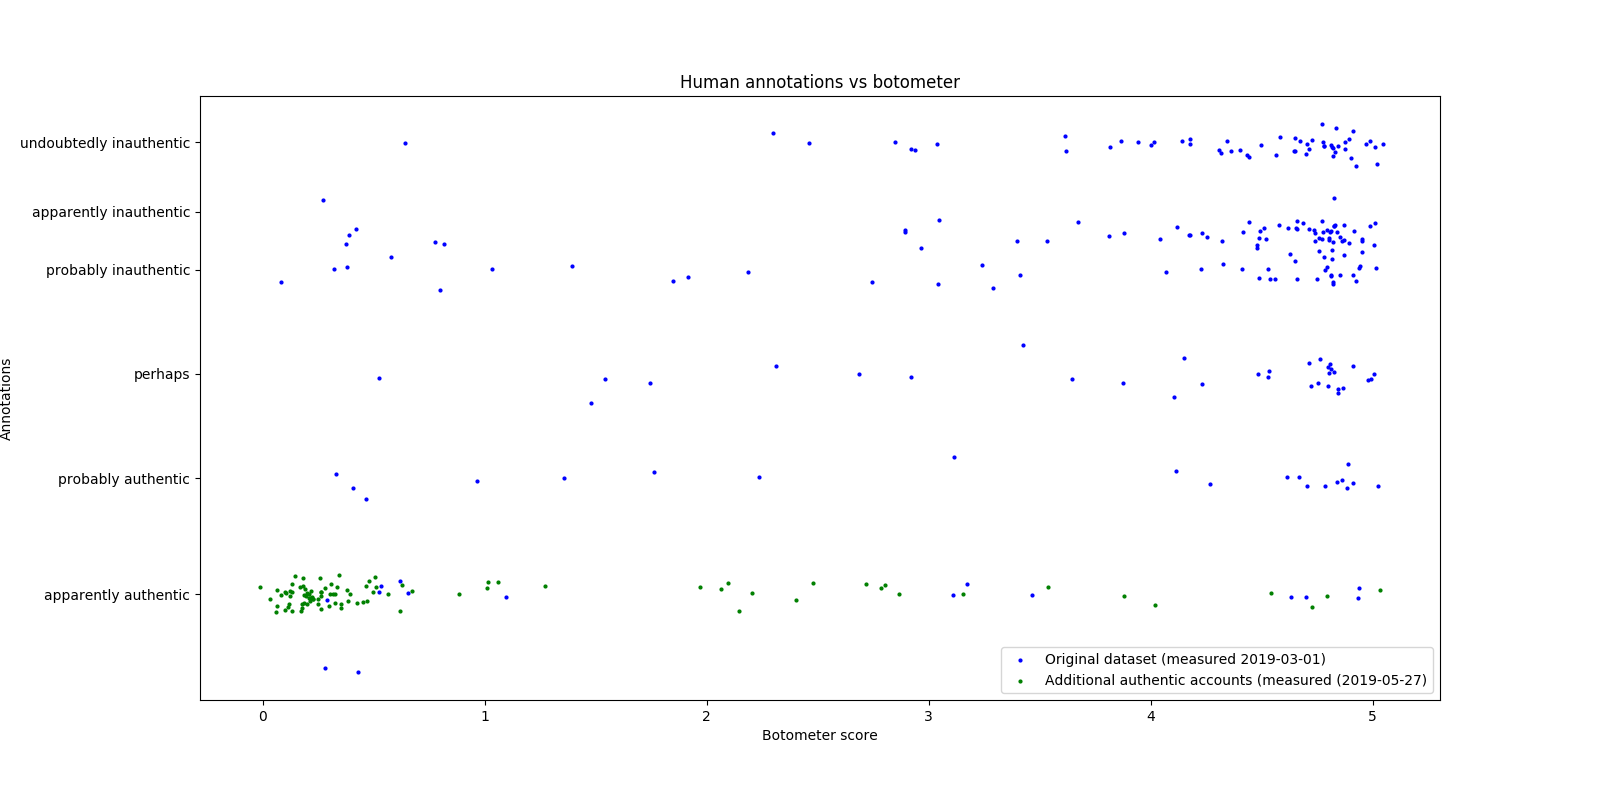 Human annotations vs botometer
undoubtedly inauthentic
apparently inauthentic
probably inauthentic
perhaps
probably authentic
apparently authentic
Annotations
Original dataset (measured 2019-03-01)
Additional authentic accounts (measured (2019-05-27)
0 1 2 3 4 5
Botometer score